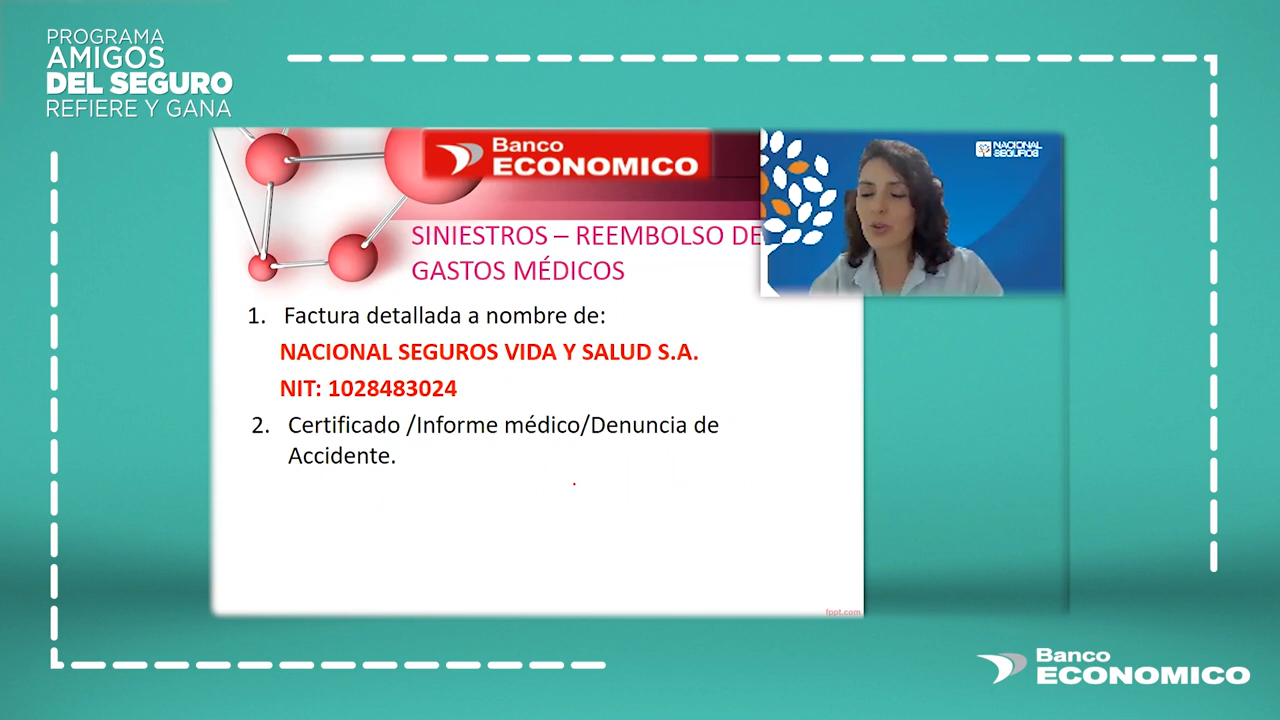 PROGRAMA
AMIGOS
DEL SEGURO
REFIERE Y GANA
Banco
ECONOMICO
NACIONAL
SEGUROS
SINIESTROS – REEMBOLSO DE
GASTOS MÉDICOS
1. Factura detallada a nombre de:
NACIONAL SEGUROS VIDA Y SALUD S.A.
NIT: 1028483024
2. Certificado /Informe médico/Denuncia de
Accidente.
fppt.com
Banco
ECONOMICO